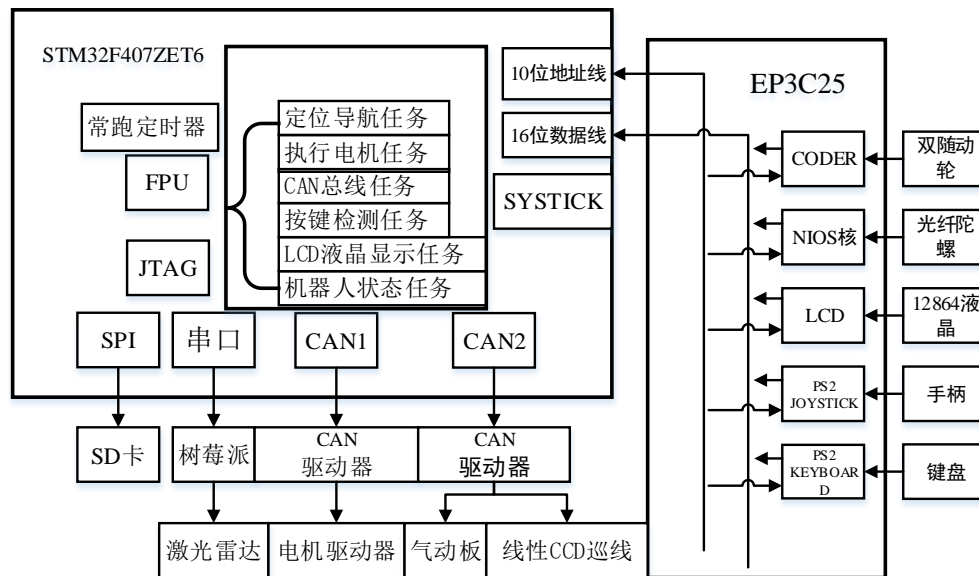 STM32F407ZET6
常跑定时器
FPU
JTAG
定位导航任务
执行电机任务
CAN总线任务
按键检测任务
LCD液晶显示任务
机器人状态任务
10位地址线
16位数据线
SYSTICK
SPI
串口
CAN1
CAN2
SD卡
树莓派
CAN
驱动器
CAN
驱动器
激光雷达
电机驱动器
气动板
线性CCD巡线
EP3C25
CODER
双随动
轮
NIOS核
光纤陀
螺
LCD
12864液
晶
PS2
JOYSTICK
手柄
PS2
KEYBOAR
D
键盘